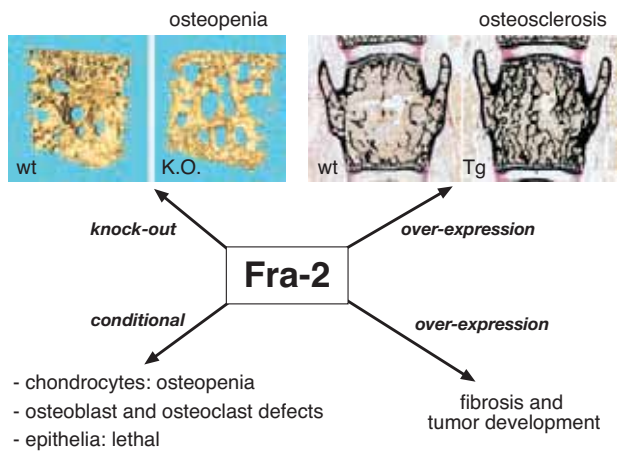 osteopenia
osteosclerosis
wt
K.O.
wt
Tg
knock-out
over-expression
Fra-2
conditional
over-expression
- chondrocytes: osteopenia
- osteoblast and osteoclast defects
- epithelia: lethal
fibrosis and
tumor development